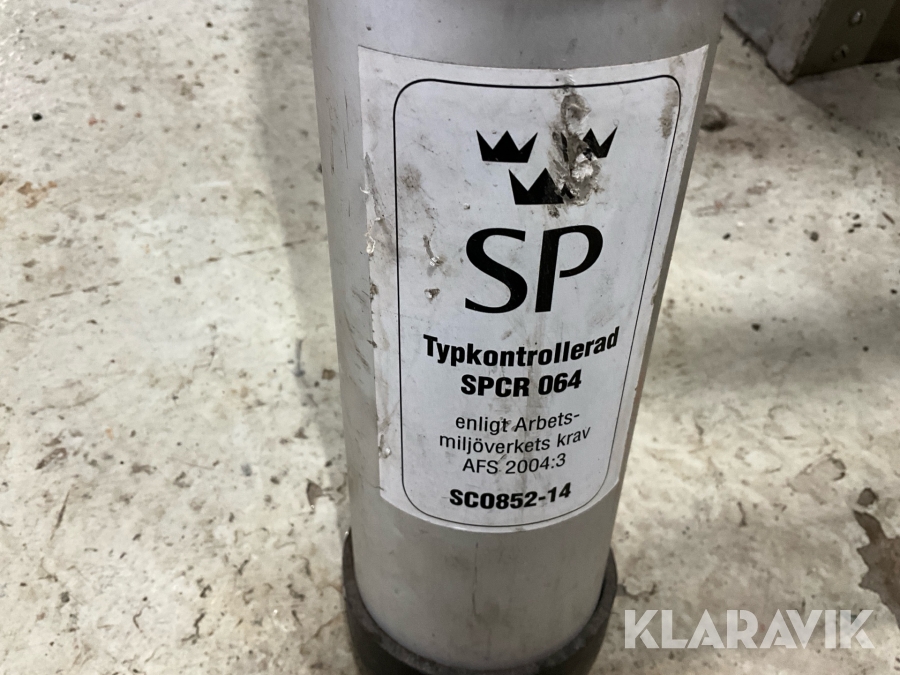 SP
Typkontrollerad
SPCR 064
enligt Arbets-
miljöverkets krav
AFS 2004:3
SC0852-14
KLARAVIK